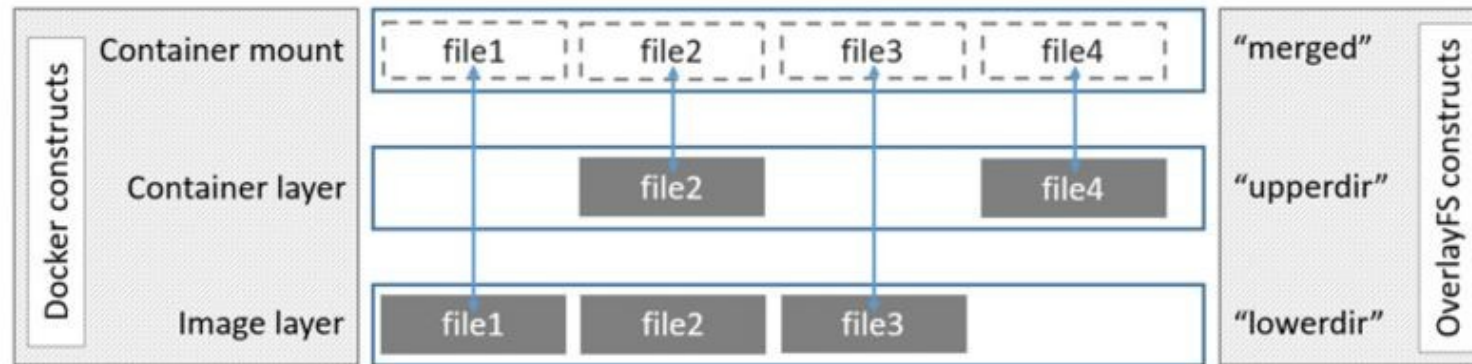 Docker constructs
Container mount
file1 file2 file3 file4
“merged”
Container layer
file2 file4
“upperdir”
Image layer
file1 file2 file3
“lowerdir”
OverlayFS constructs